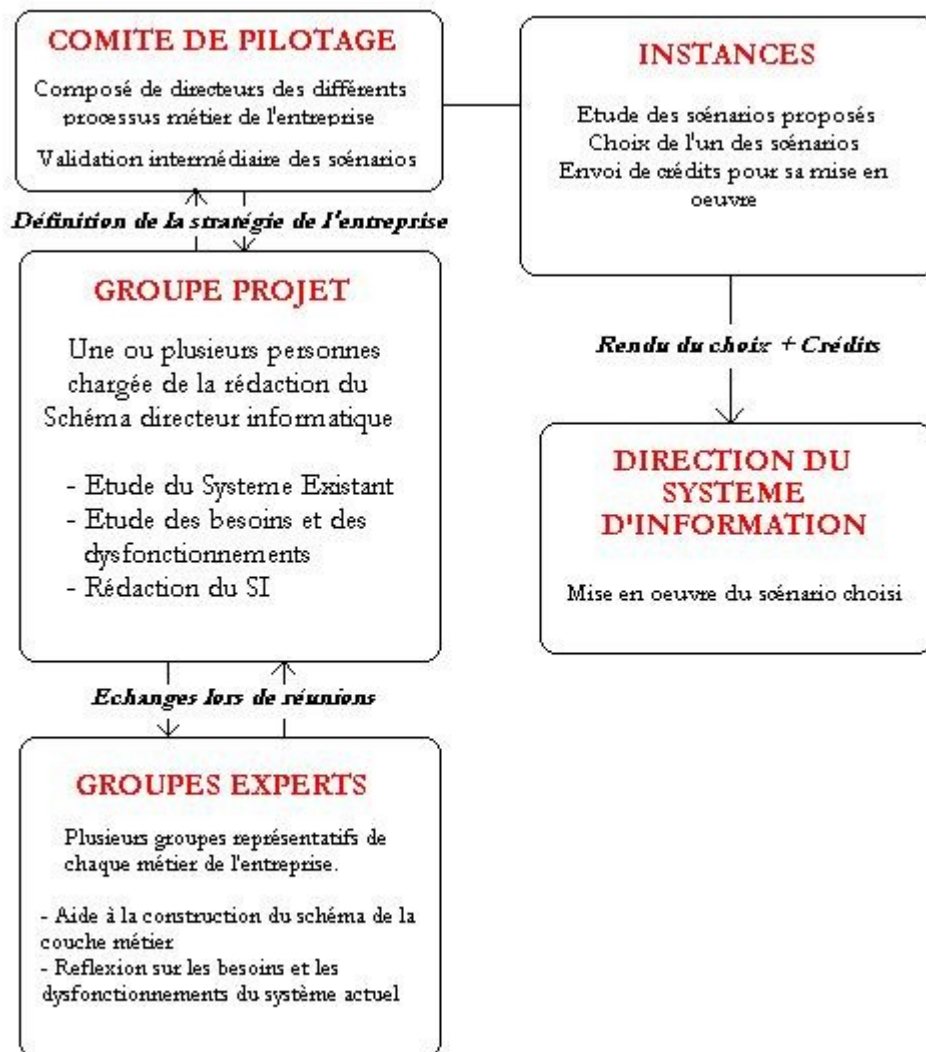 COMITE DE PILOTAGE
Composé de directeurs des différents
processus métier de l'entreprise
Validation intermédiaire des scénarios
INSTANCES
Etude des scénarios proposés
Choix de l'un des scénarios
Envoi de crédits pour sa mise en
oeuvre
Définition de la stratégie de l'entreprise
GROUPE PROJET
Une ou plusieurs personnes
chargée de la rédaction du
Schéma directeur informatique
- Etude du Systeme Existant
- Etude des besoins et des
dysfonctionnements
- Rédaction du SI
Rendu du choix + Crédits
DIRECTION DU
SYSTEME
D'INFORMATION
Mise en oeuvre du scénario choisi
Echanges lors de réunions
GROUPES EXPERTS
Plusieurs groupes représentatifs de
chaque métier de l'entreprise.
- Aide à la construction du schéma de la
couche métier
- Reflexion sur les besoins et les
dysfonctionnements du système actuel